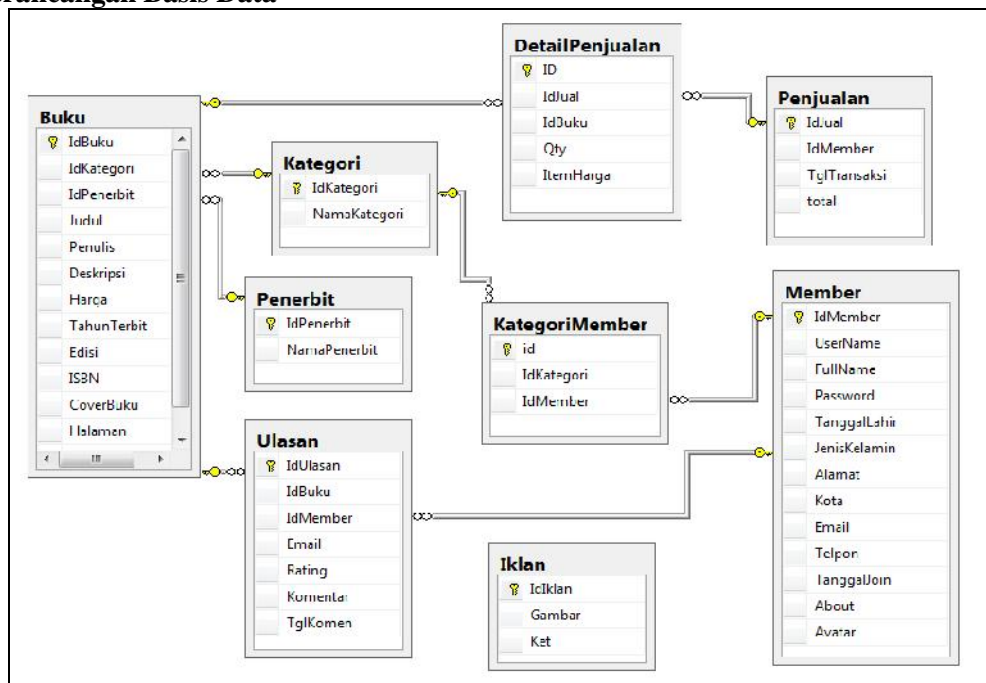 Perancangan Basis Data
Buku
IdBuku
IdKategori
IdPenerbit
Judul
Penulis
Deskripsi
Harga
TahunTerbit
Edisi
ISBN
CoverBuku
Halaman
Kategori
IdKategori
NamaKategori
Penerbit
IdPenerbit
NamaPenerbit
Ulasan
IdUlasan
IdBuku
IdMember
Email
Rating
Komentar
TglKomen
DetailPenjualan
ID
IdJual
IdBuku
Qty
ItemHarga
KategoriMember
id
IdKategori
IdMember
Iklan
IdIklan
Gambar
Ket
Penjualan
IdJual
IdMember
TglTransaksi
total
Member
IdMember
UserName
FullName
Password
TanggalLahir
JenisKelamin
Alamat
Kota
Email
Telpon
TanggalJoin
About
Avatar